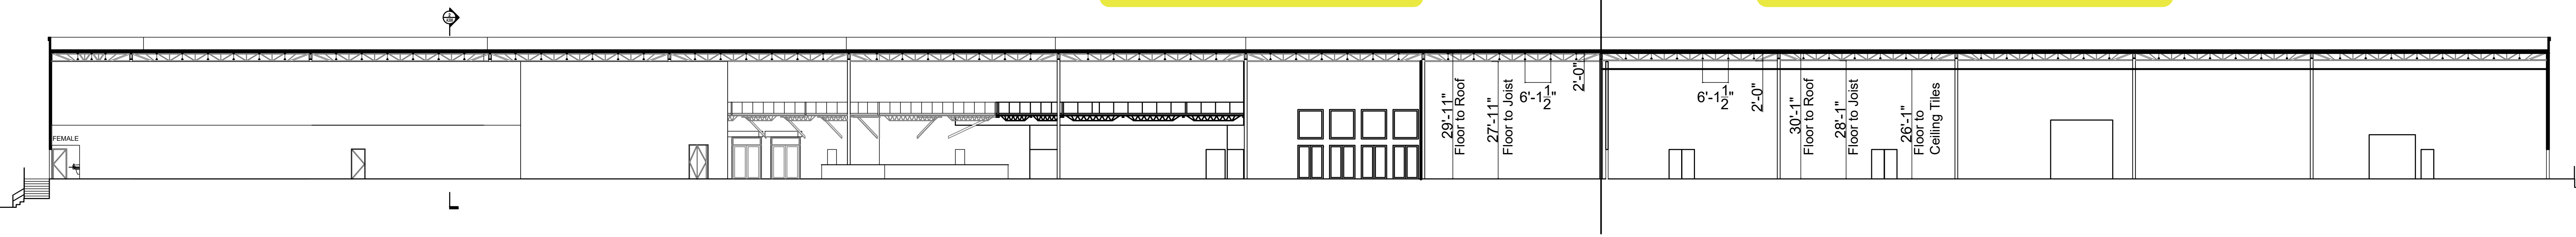 FEMALE
29'-11"
Floor to Roof
27'-11"
Floor to Joist
6'-1 1/2"
2'-0"
6'-1 1/2"
2'-0"
30'-1"
Floor to Roof
28'-1"
Floor to Joist
26'-1"
Floor to
Ceiling Tiles